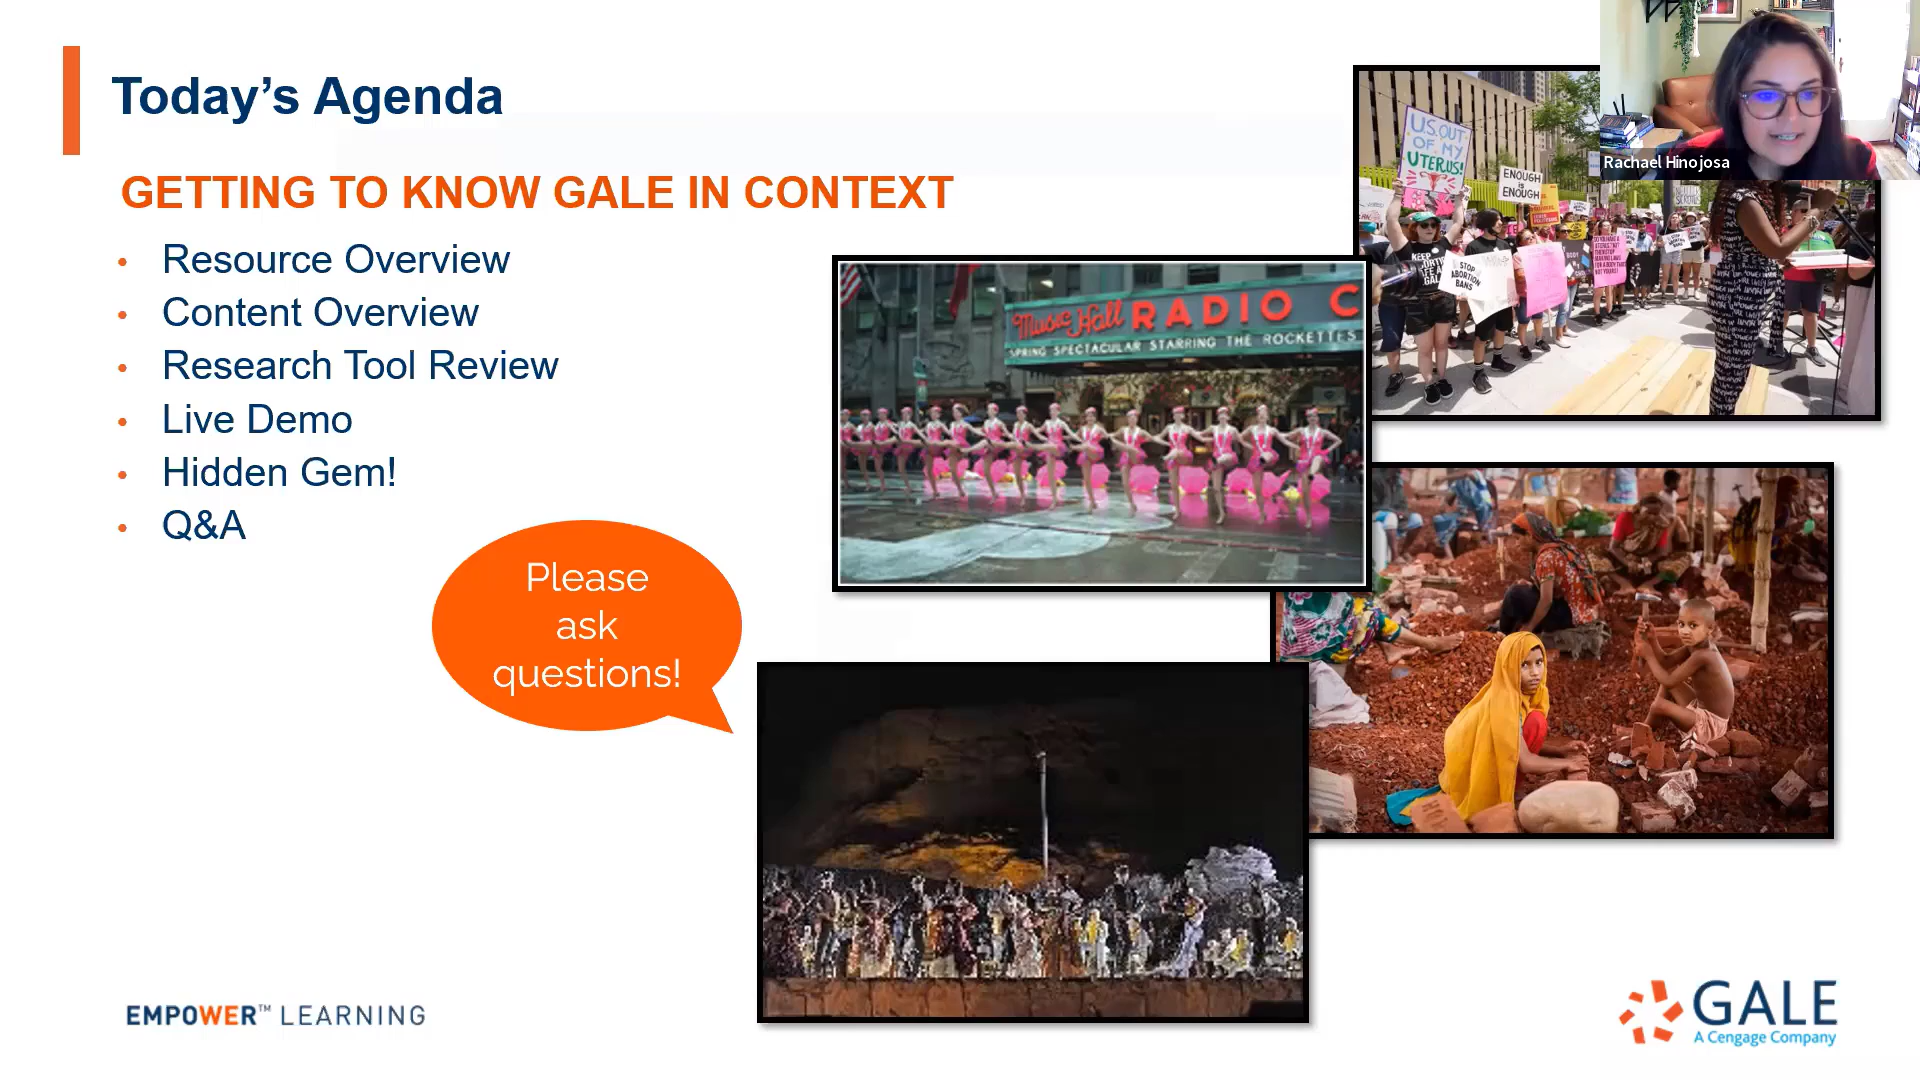 Today’s Agenda
GETTING TO KNOW GALE IN CONTEXT
• Resource Overview
• Content Overview
• Research Tool Review
• Live Demo
• Hidden Gem!
• Q&A
Please
ask
questions!
Rachael Hinojosa
U.S. OUT
OF MY
UTERUS!
ENOUGH
IS
ENOUGH
STOP
ABORTION
BANS
Music Hall RADIO C
SPRING SPECTACULAR STARRING THE ROCKETTES
EMPOWER™ LEARNING
GALE
A Cengage Company